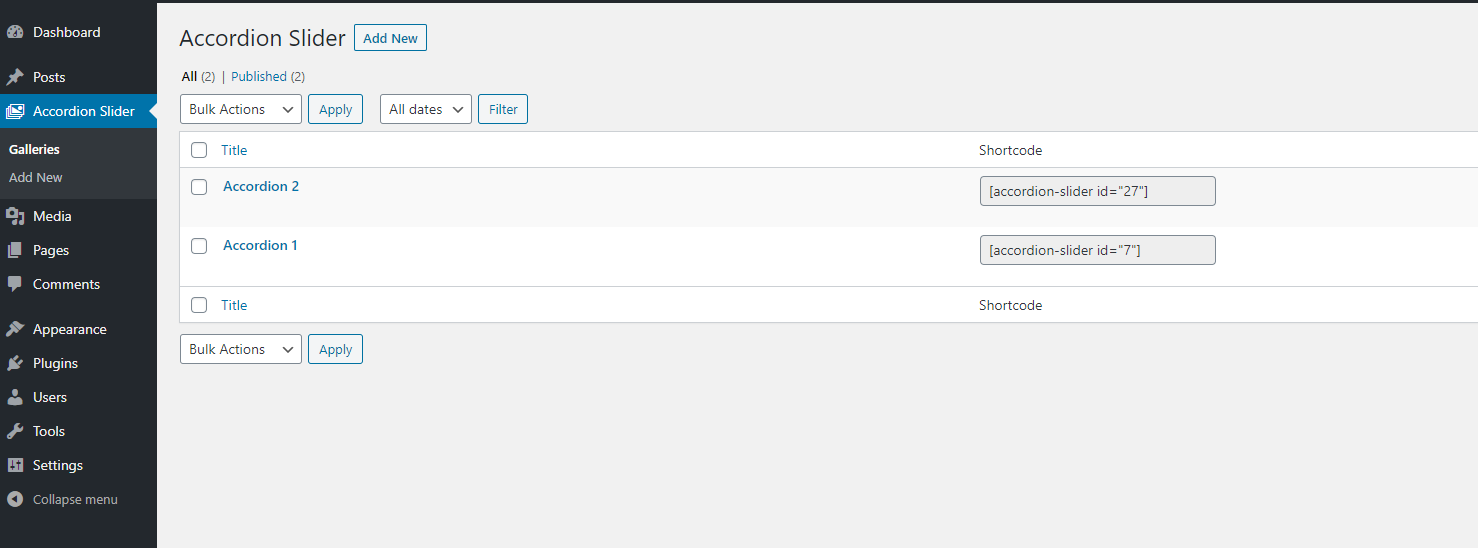 Dashboard
Posts
Accordion Slider
Galleries
Add New
Media
Pages
Comments
Appearance
Plugins
Users
Tools
Settings
Collapse menu
Accordion Slider Add New
All (2) | Published (2)
Bulk Actions Apply All dates Filter
Title Shortcode
Accordion 2 [accordion-slider id="27"]
Accordion 1 [accordion-slider id="7"]
Title Shortcode
Bulk Actions Apply